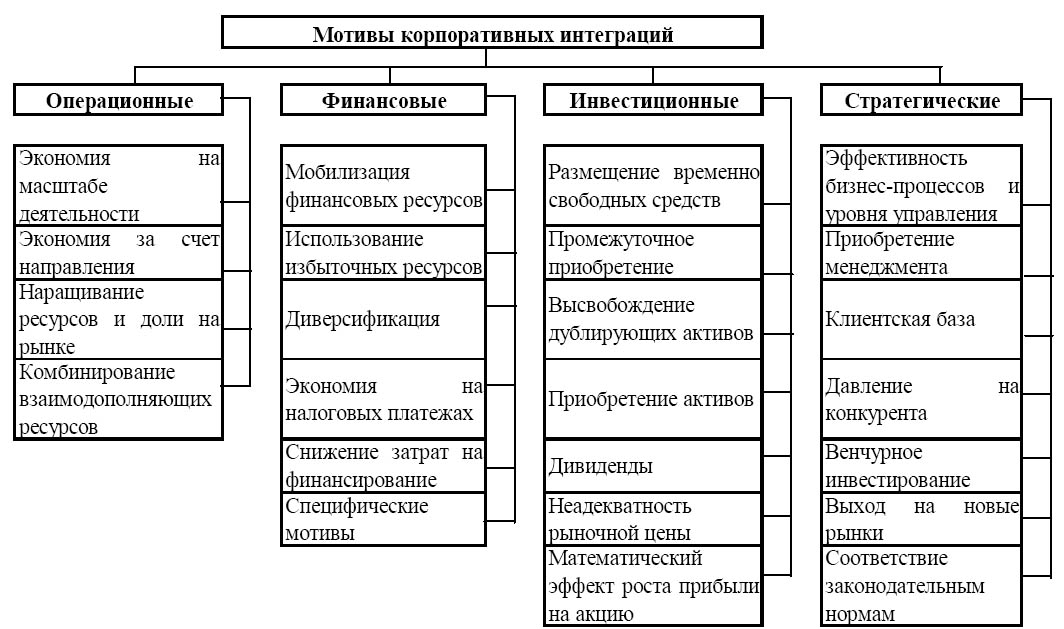 Мотивы корпоративных интеграций
Операционные
Экономия на
масштабе
деятельности
Экономия за счет
направления
Наращивание
ресурсов и доли на
рынке
Комбинирование
взаимодополняющих
ресурсов
Финансовые
Мобилизация
финансовых ресурсов
Использование
избыточных ресурсов
Диверсификация
Экономия на
налоговых платежах
Снижение затрат на
финансирование
Специфические
мотивы
Инвестиционные
Размещение временно
свободных средств
Промежуточное
приобретение
Высвобождение
дублирующих активов
Приобретение активов
Дивиденды
Неадекватность
рыночной цены
Математический
эффект роста прибыли
на акцию
Стратегические
Эффективность
бизнес-процессов и
уровня управления
Приобретение
менеджмента
Клиентская база
Давление на
конкурента
Венчурное
инвестирование
Выход на новые
рынки
Соответствие
законодательным
нормам